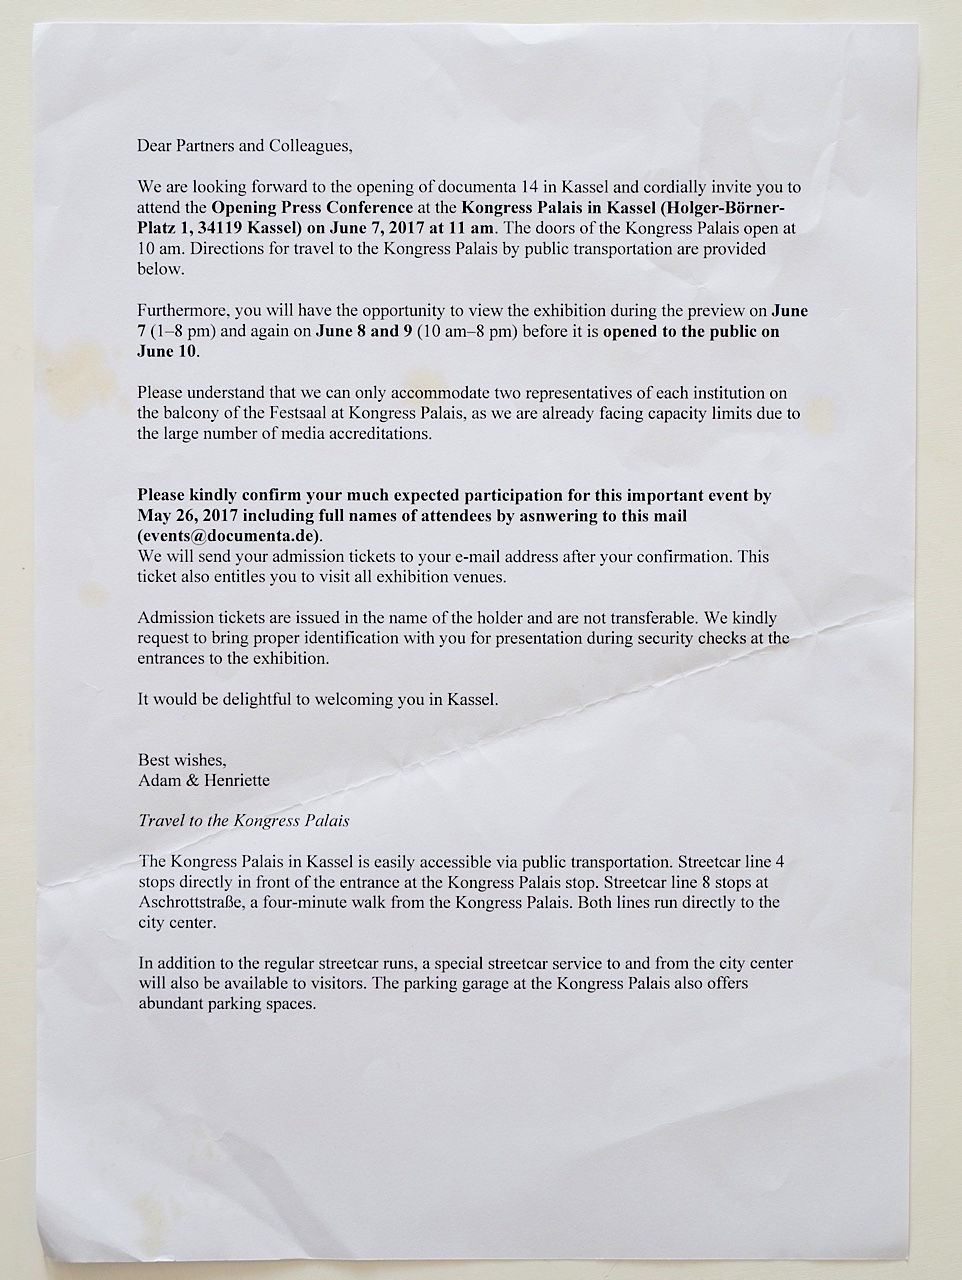 Dear Partners and Colleagues,
We are looking forward to the opening of documenta 14 in Kassel and cordially invite you to
attend the Opening Press Conference at the Kongress Palais in Kassel (Holger-Börner-
Platz 1, 34119 Kassel) on June 7, 2017 at 11 am. The doors of the Kongress Palais open at
10 am. Directions for travel to the Kongress Palais by public transportation are provided
below.
Furthermore, you will have the opportunity to view the exhibition during the preview on June
7 (1–8 pm) and again on June 8 and 9 (10 am–8 pm) before it is opened to the public on
June 10.
Please understand that we can only accommodate two representatives of each institution on
the balcony of the Festsaal at Kongress Palais, as we are already facing capacity limits due to
the large number of media accreditations.
Please kindly confirm your much expected participation for this important event by
May 26, 2017 including full names of attendees by asnwering to this mail
(events@documenta.de).
We will send your admission tickets to your e-mail address after your confirmation. This
ticket also entitles you to visit all exhibition venues.
Admission tickets are issued in the name of the holder and are not transferable. We kindly
request to bring proper identification with you for presentation during security checks at the
entrances to the exhibition.
It would be delightful to welcoming you in Kassel.
Best wishes,
Adam & Henriette
Travel to the Kongress Palais
The Kongress Palais in Kassel is easily accessible via public transportation. Streetcar line 4
stops directly in front of the entrance at the Kongress Palais stop. Streetcar line 8 stops at
Aschrottstraße, a four-minute walk from the Kongress Palais. Both lines run directly to the
city center.
In addition to the regular streetcar runs, a special streetcar service to and from the city center
will also be available to visitors. The parking garage at the Kongress Palais also offers
abundant parking spaces.